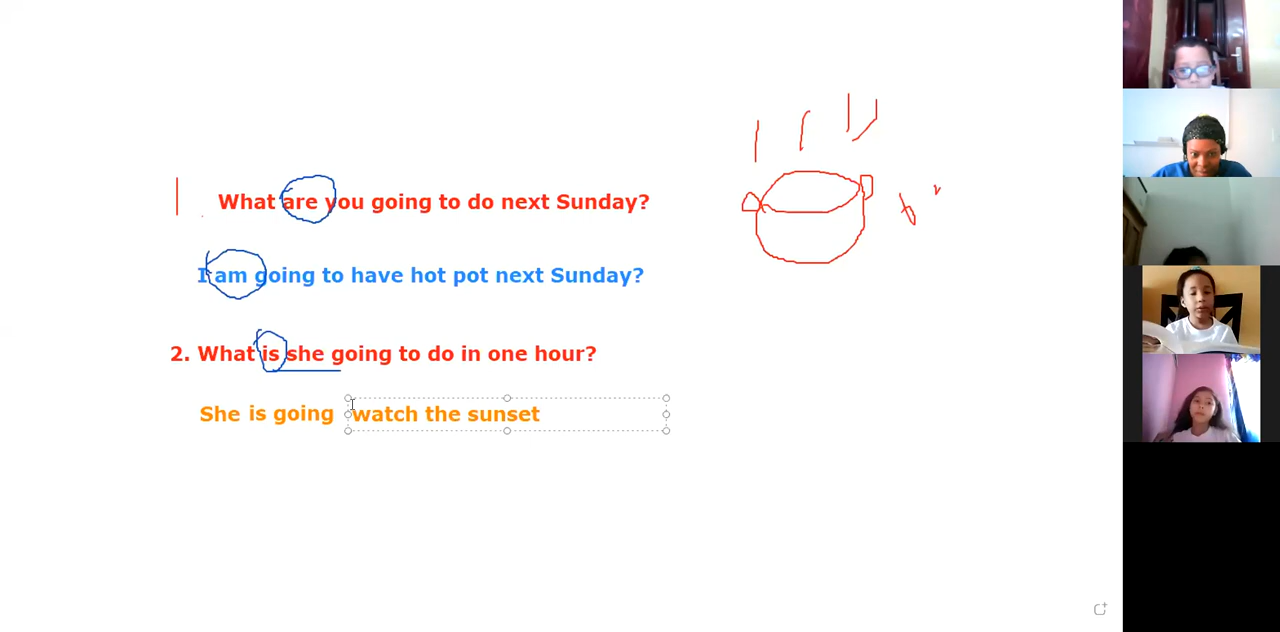 What are you going to do next Sunday?
I am going to have hot pot next Sunday?
2. What is she going to do in one hour?
She is going watch the sunset